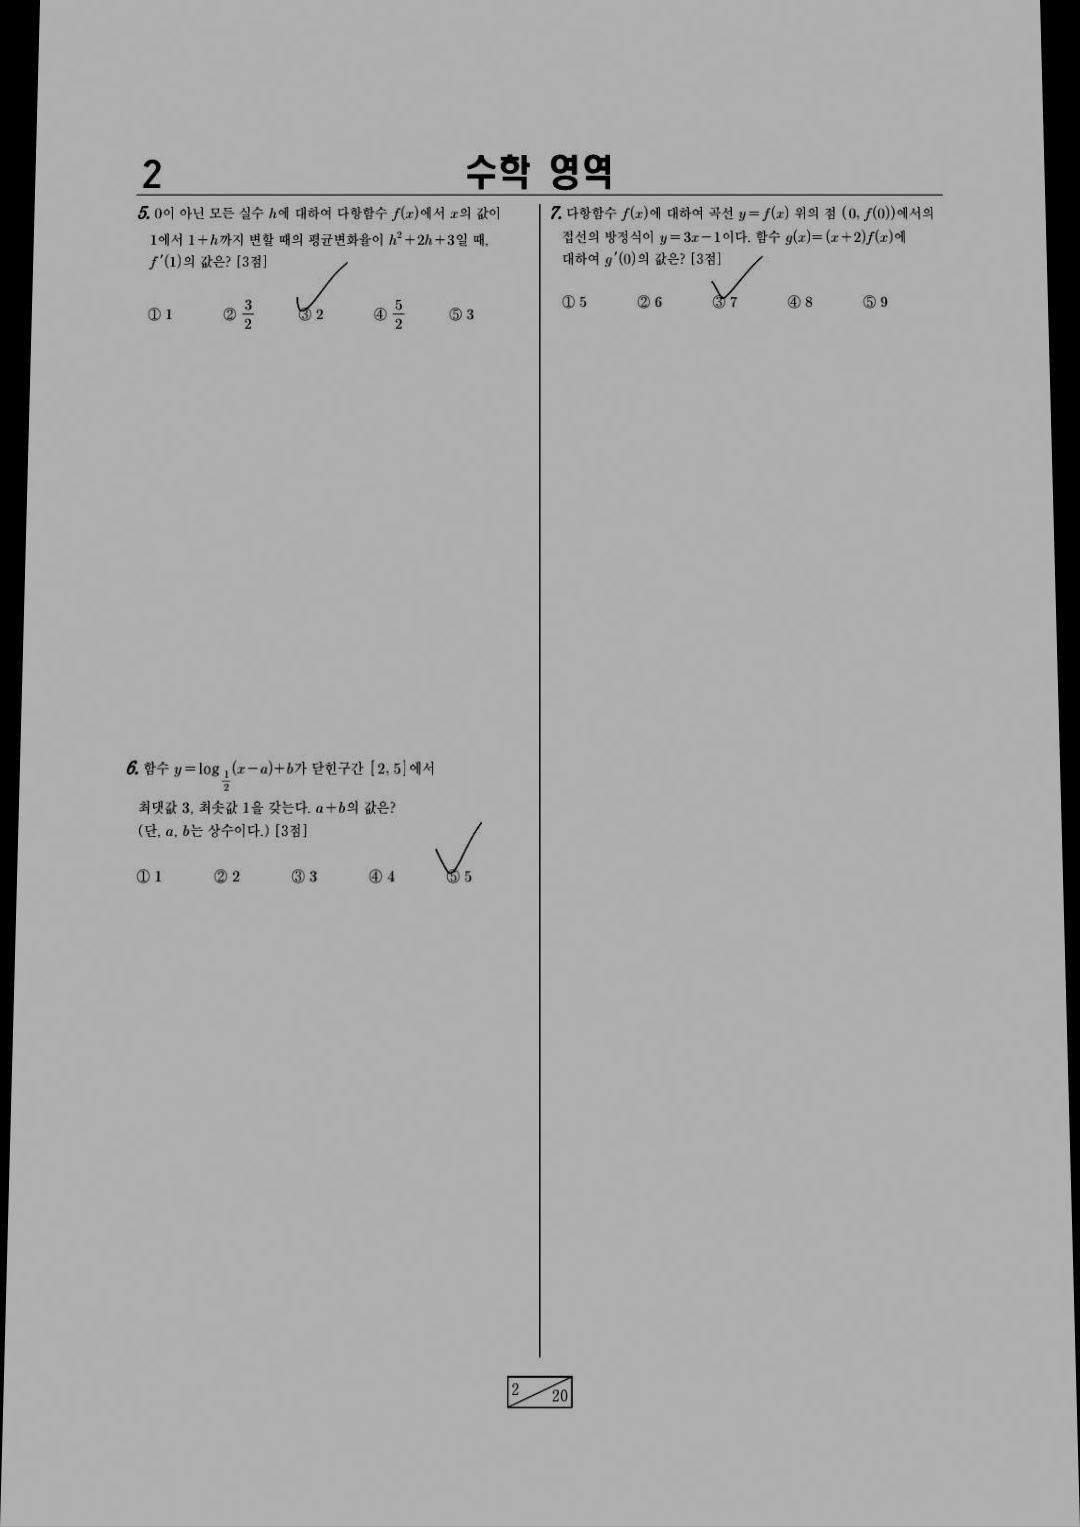 2
수학 영역
5. 0이 아닌 모든 실수 h에 대하여 다항함수 f(x)에서 x의 값이
1에서 1+h까지 변할 때의 평균변화율이 h²+2h+3일 때,
f′(1)의 값은? [3점]
① 1 ② 3/2 ③ 2 ④ 5/2 ⑤ 3
6. 함수 y=log_{1/2}(x-a)+b가 닫힌구간 [2, 5]에서
최댓값 3, 최솟값 1을 갖는다. a+b의 값은?
(단, a, b는 상수이다.) [3점]
① 1 ② 2 ③ 3 ④ 4 ⑤ 5
7. 다항함수 f(x)에 대하여 곡선 y=f(x) 위의 점 (0, f(0))에서의
접선의 방정식이 y=3x-1이다. 함수 g(x)=(x+2)f(x)에
대하여 g′(0)의 값은? [3점]
① 5 ② 6 ③ 7 ④ 8 ⑤ 9
2
20